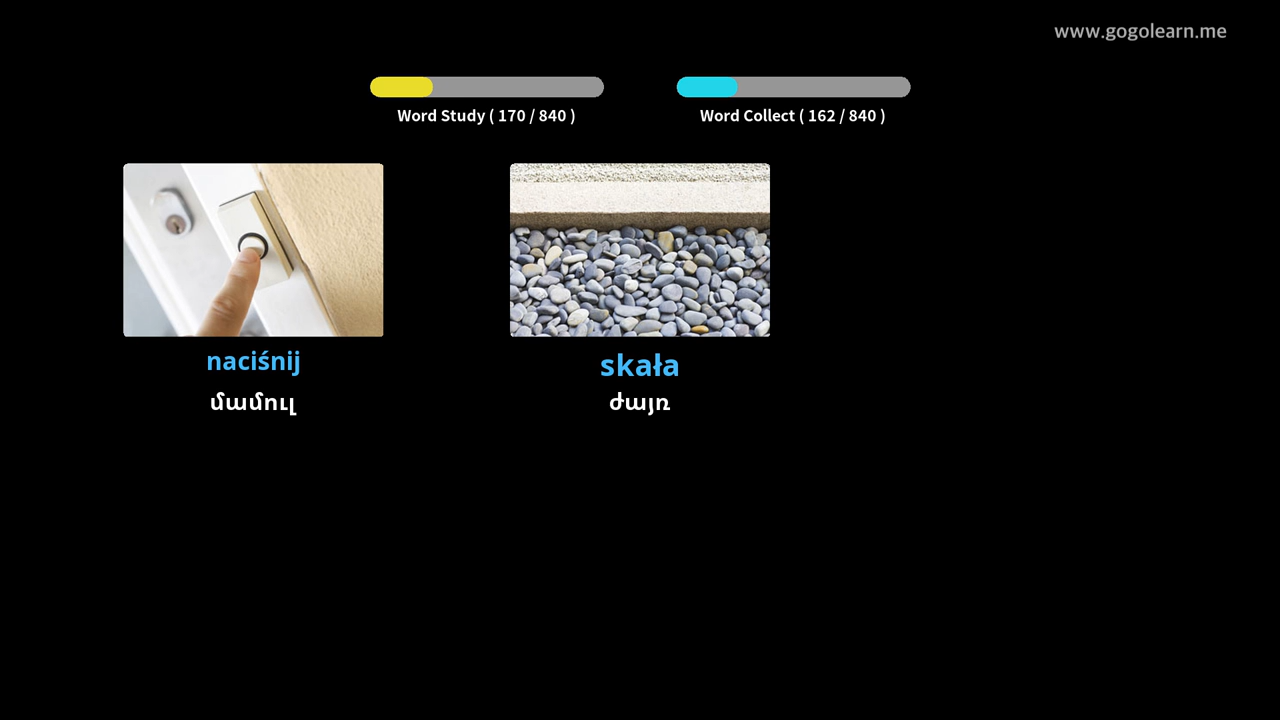 www.gogolearn.me
Word Study ( 170 / 840 )
Word Collect ( 162 / 840 )
naciśnij
մամուլ
skała
ժայռ